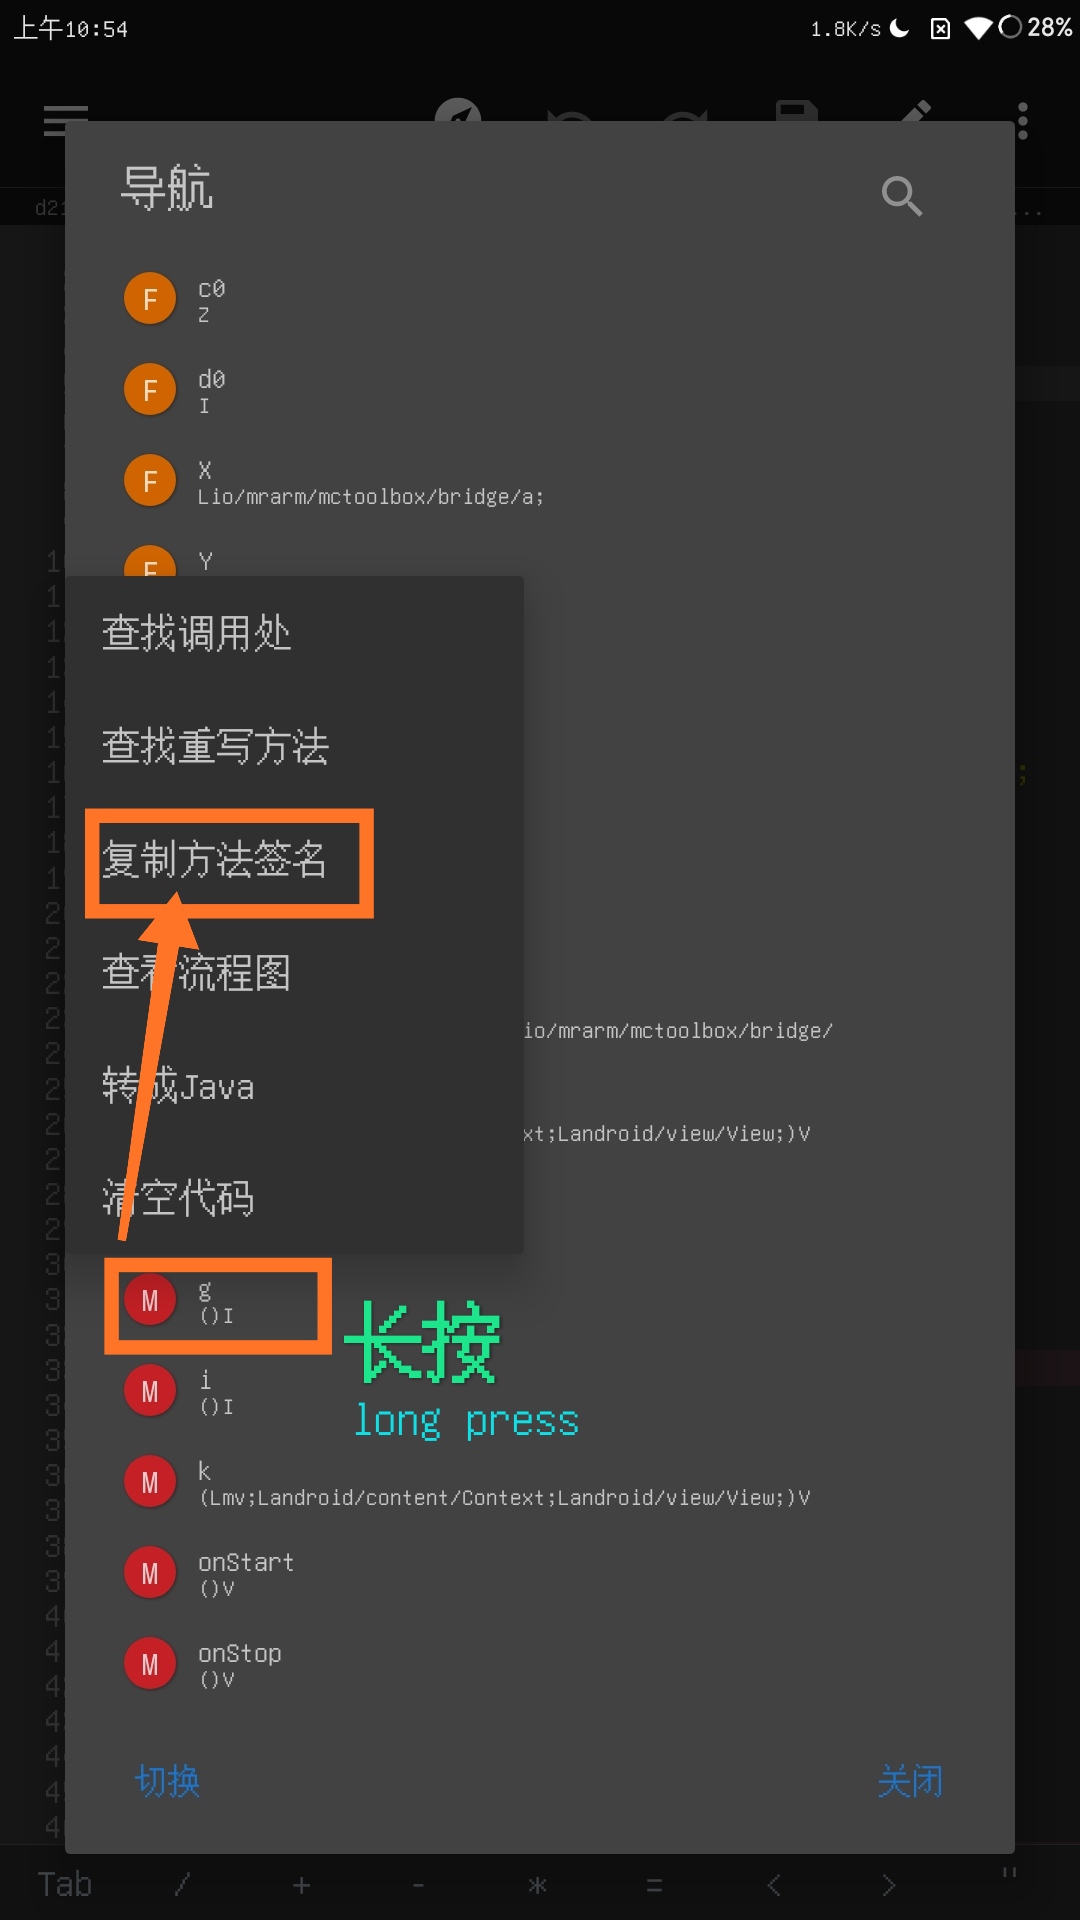 上午10:54
1.8K/s
28%
导航
F
c0
Z
F
d0
I
F
X
Lio/mrarm/mctoolbox/bridge/a;
F
Y
查找调用处
查找重写方法
复制方法签名
查看流程图
io/mrarm/mctoolbox/bridge/
转成Java
xt;Landroid/view/View;)V
清空代码
M
g
()I
长按
long press
M
i
()I
M
k
(Lmv;Landroid/content/Context;Landroid/view/View;)V
M
onStart
()V
M
onStop
()V
切换
关闭
Tab / + - * = < > "